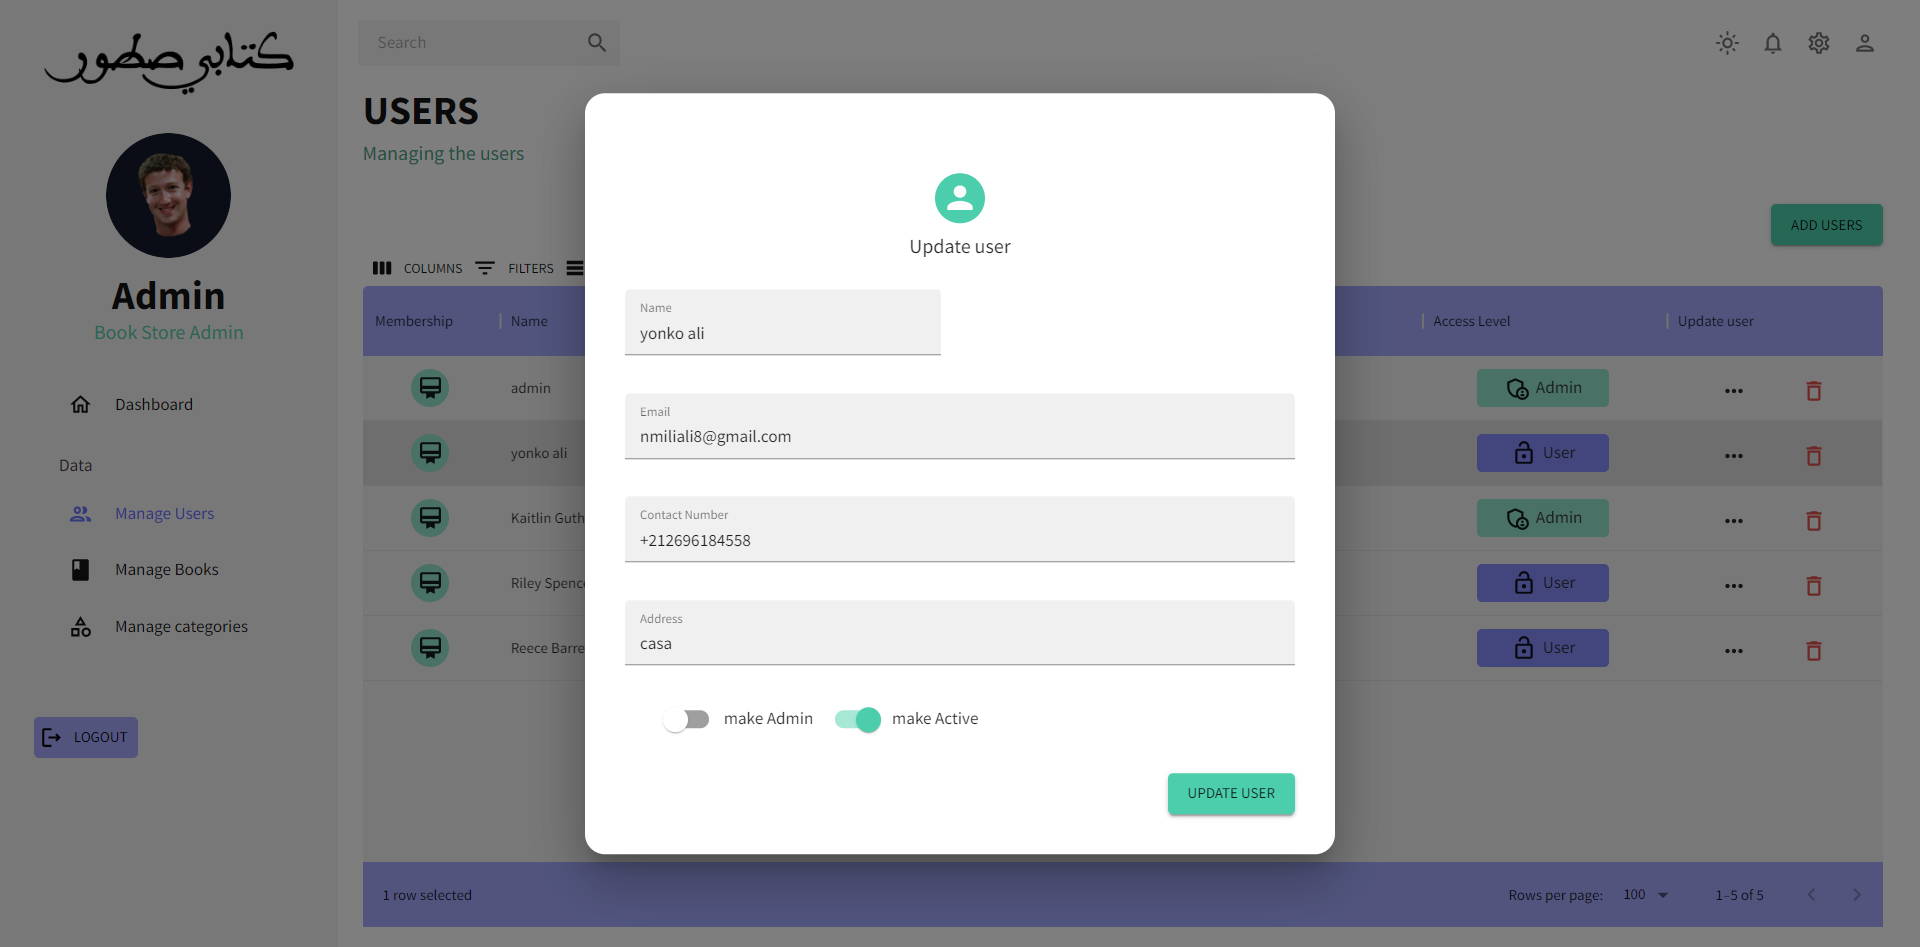 كتابي صطور
Search
USERS
Managing the users
ADD USERS
Admin
Book Store Admin
Dashboard
Data
Manage Users
Manage Books
Manage categories
LOGOUT
COLUMNS
FILTERS
Membership
Name
Access Level
Update user
admin
Admin
yonko ali
User
Kaitlin Guth
Admin
Riley Spence
User
Reece Barre
User
1 row selected
Rows per page:
100
1–5 of 5
Update user
Name
yonko ali
Email
nmiliali8@gmail.com
Contact Number
+212696184558
Address
casa
make Admin
make Active
UPDATE USER